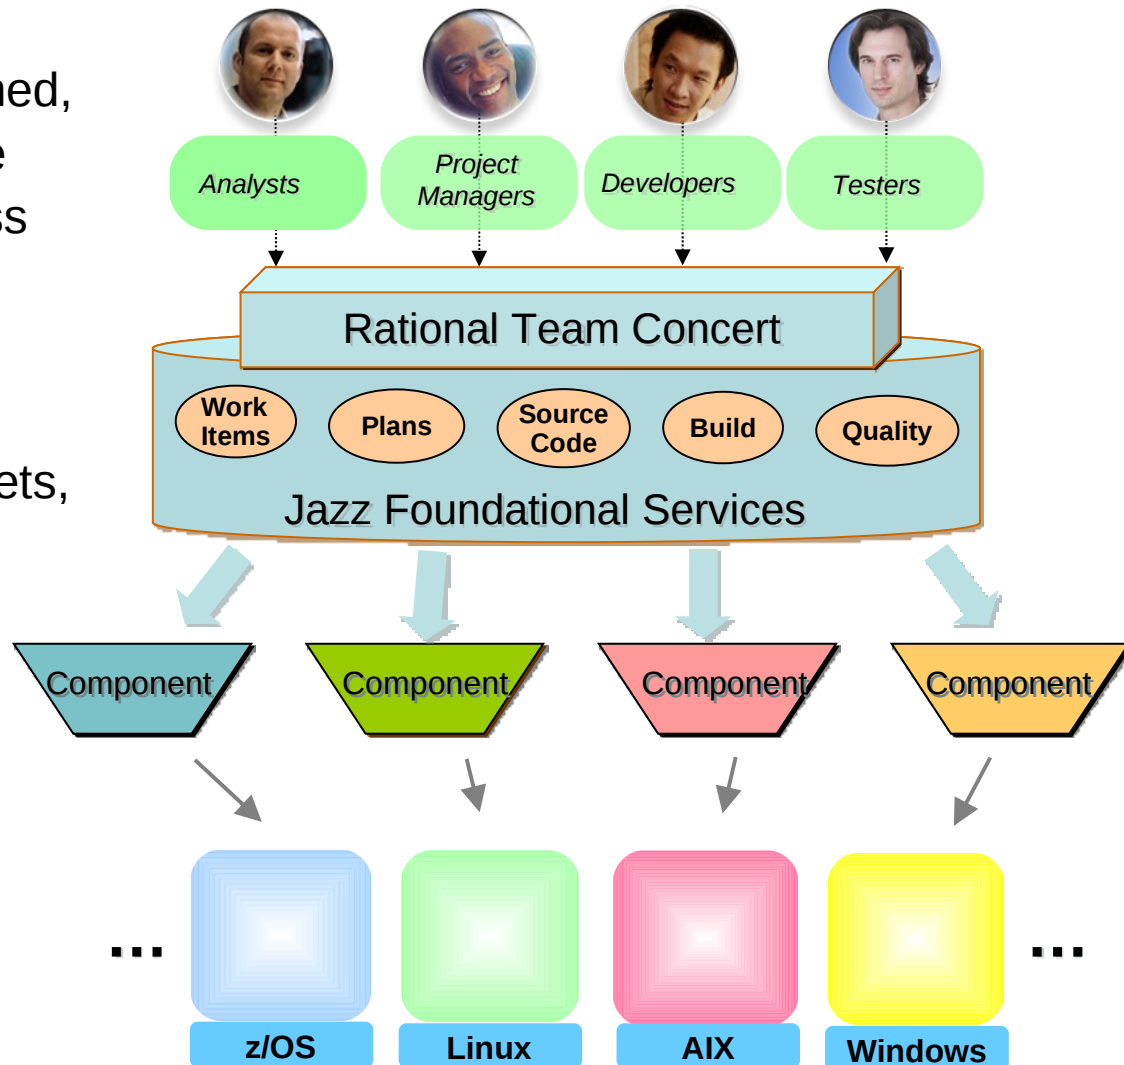 Analysts
Project
Managers
Developers
Testers
Rational Team Concert
Work
Items
Plans
Source
Code
Build
Quality
ets,
Jazz Foundational Services
Component
Component
Component
Component
...
...
z/OS
Linux
AIX
Windows